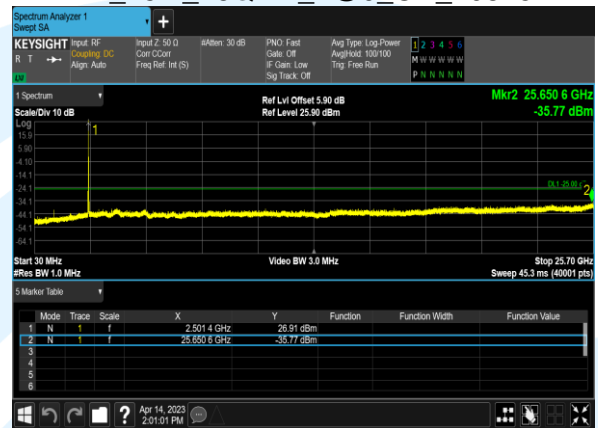 Spectrum Analyzer 1
Swept SA
KEYSIGHT
R T
LW
Input: RF
Coupling: DC
Align: Auto
Input Z: 50 Ω
Corr CCorr
Freq Ref: Int (S)
#Atten: 30 dB
PNO: Fast
Gate: Off
IF Gain: Low
Sig Track: Off
Avg Type: Log-Power
Avg|Hold: 100/100
Trig: Free Run
1 2 3 4 5 6
M W W W W W
P N N N N N
1 Spectrum
Scale/Div 10 dB
Ref Lvl Offset 5.90 dB
Ref Level 25.90 dBm
Mkr2 25.650 6 GHz
-35.77 dBm
Log
15.9
5.90
-4.10
-14.1
-24.1
-34.1
-44.1
-54.1
-64.1
1
2
Start 30 MHz
#Res BW 1.0 MHz
Video BW 3.0 MHz
Stop 25.70 GHz
Sweep 45.3 ms (40001 pts)
5 Marker Table
Mode Trace Scale X Y Function Function Width Function Value
1 N 1 f 2.501 4 GHz 26.91 dBm
2 N 1 f 25.650 6 GHz -35.77 dBm
3
4
5
6
?
Apr 14, 2023
2:01:01 PM